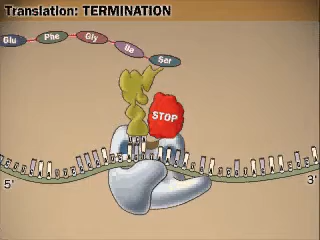 Translation: TERMINATION
Glu Phe Gly Ile Ser
STOP
5' 3'